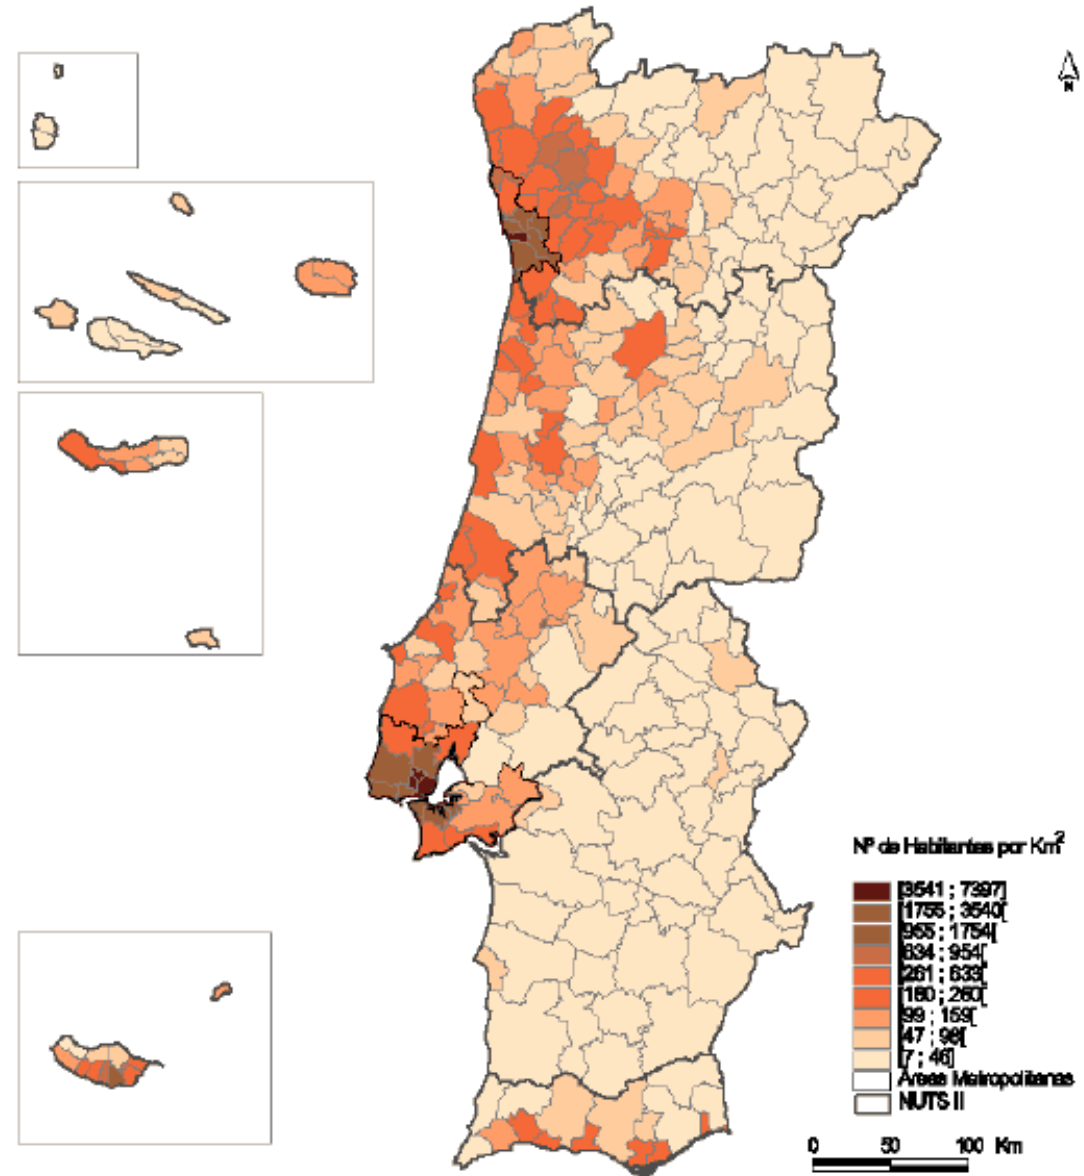 N
Nº de Habitantes por Km²
[3541 ; 7397]
[1755 ; 3540[
[955 ; 1754[
[634 ; 954[
[261 ; 633[
[160 ; 260[
[99 ; 159[
[47 ; 98[
[7 ; 46]
Áreas Metropolitanas
NUTS II
0 50 100 Km